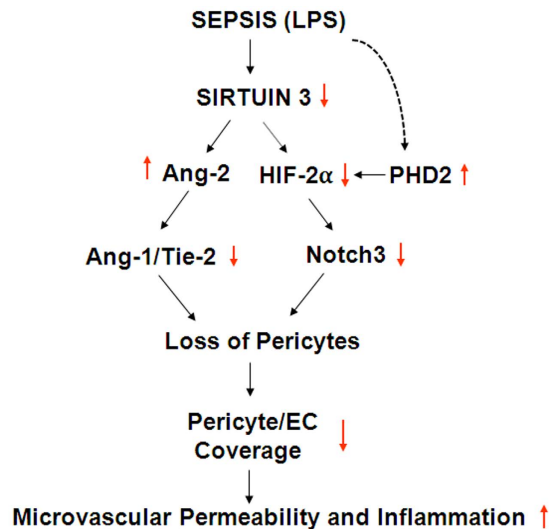 SEPSIS (LPS)
SIRTUIN 3
Ang-2 HIF-2α PHD2
Ang-1/Tie-2 Notch3
Loss of Pericytes
Pericyte/EC
Coverage
Microvascular Permeability and Inflammation